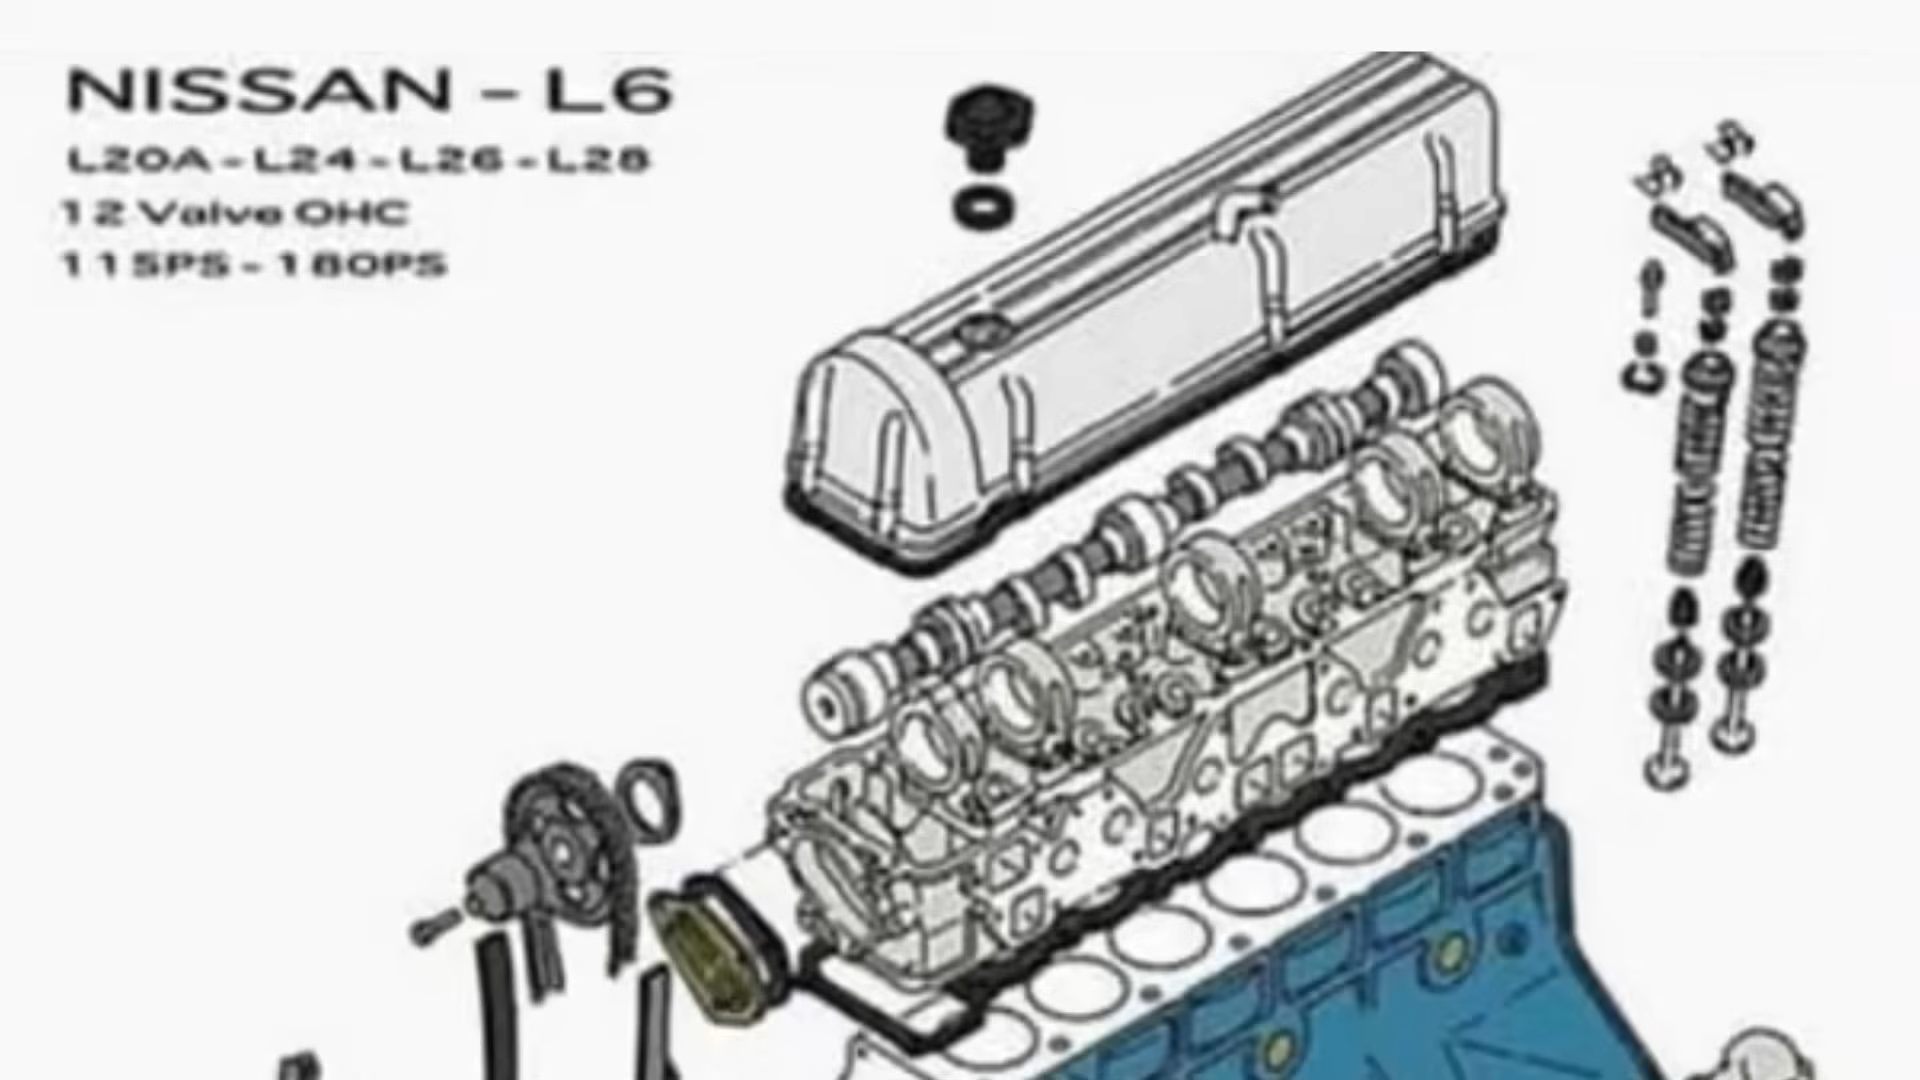 NISSAN - L6
L20A - L24 - L26 - L28
12 Valve OHC
115PS - 180PS